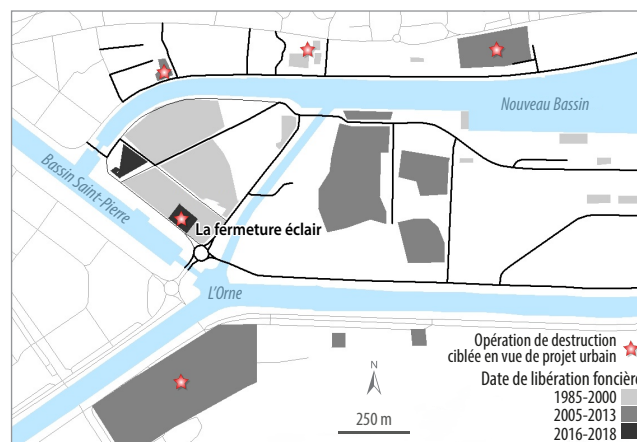 Nouveau Bassin
Bassin Saint-Pierre
La fermeture éclair
L'Orne
Opération de destruction
ciblée en vue de projet urbain
N
Date de libération foncière
250 m
1985-2000
2005-2013
2016-2018